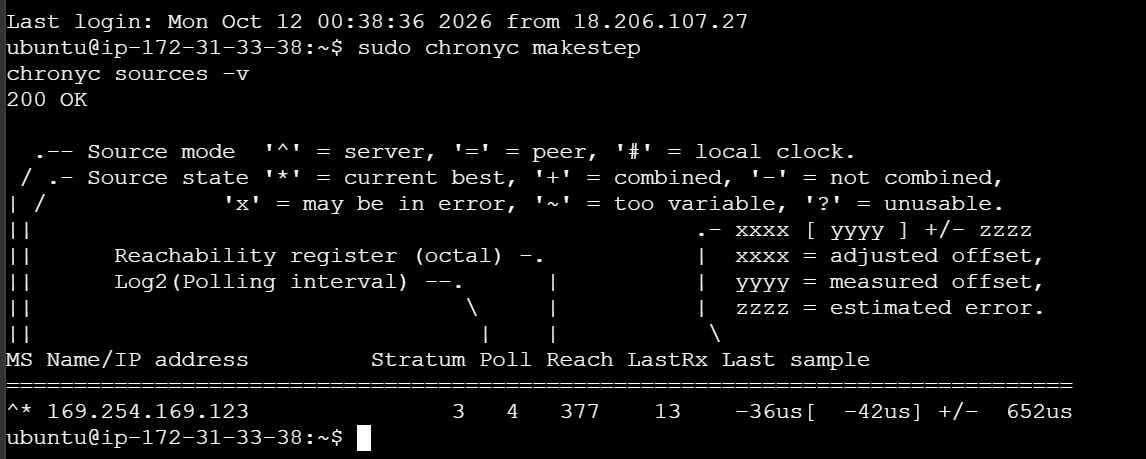 Last login: Mon Oct 12 00:38:36 2026 from 18.206.107.27
ubuntu@ip-172-31-33-38:~$ sudo chronyc makestep
chronyc sources -v
200 OK

  .-- Source mode  '^' = server, '=' = peer, '#' = local clock.
 / .- Source state '*' = current best, '+' = combined, '-' = not combined,
| /             'x' = may be in error, '~' = too variable, '?' = unusable.
||                                                 .- xxxx [ yyyy ] +/- zzzz
||      Reachability register (octal) -.           |  xxxx = adjusted offset,
||      Log2(Polling interval) --.      |          |  yyyy = measured offset,
||                                \     |          |  zzzz = estimated error.
||                                 |    |           \
MS Name/IP address         Stratum Poll Reach LastRx Last sample
===============================================================================
^* 169.254.169.123               3   4   377    13    -36us[  -42us] +/-  652us
ubuntu@ip-172-31-33-38:~$